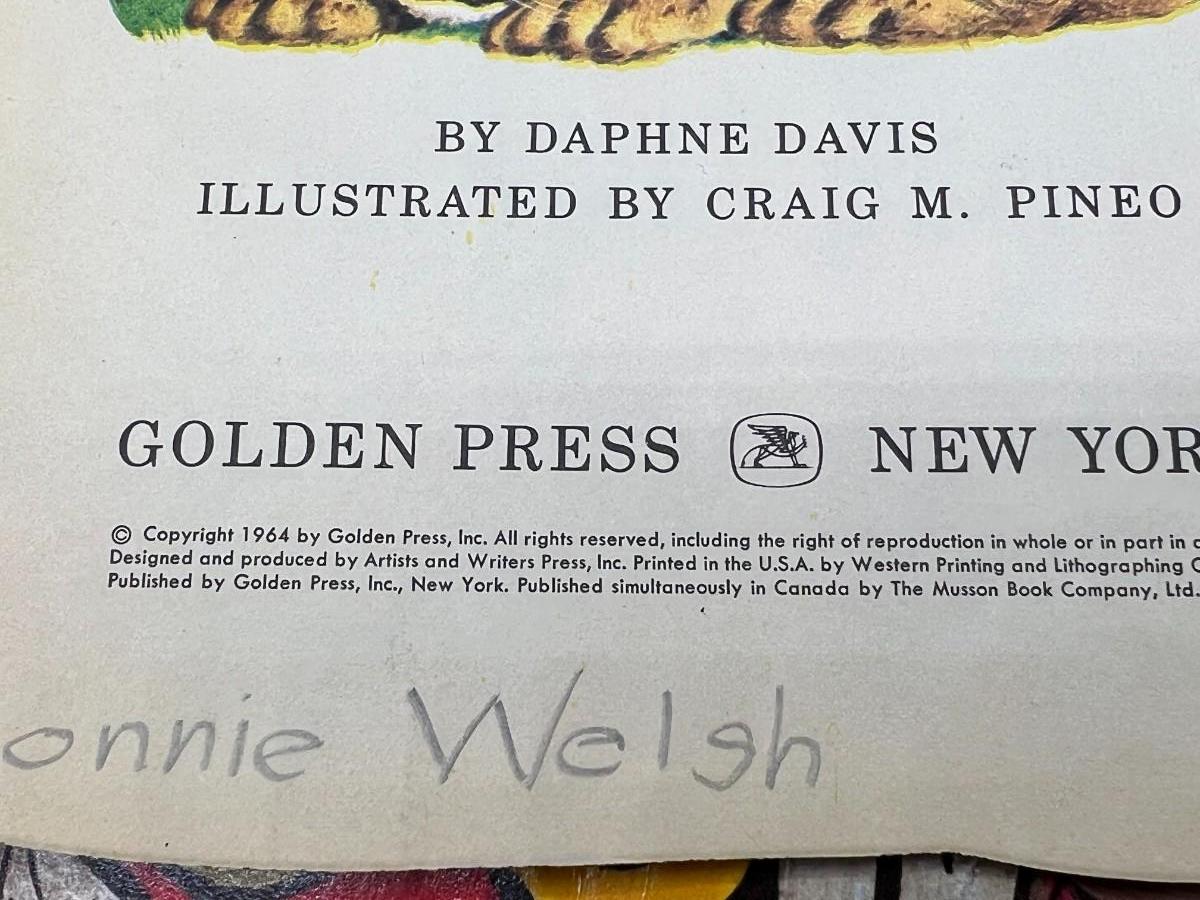 BY DAPHNE DAVIS
ILLUSTRATED BY CRAIG M. PINEO
GOLDEN PRESS NEW YOR
© Copyright 1964 by Golden Press, Inc. All rights reserved, including the right of reproduction in whole or in part in
Designed and produced by Artists and Writers Press, Inc. Printed in the U.S.A. by Western Printing and Lithographing
Published by Golden Press, Inc., New York. Published simultaneously in Canada by The Musson Book Company, Ltd.
onnie Welsh